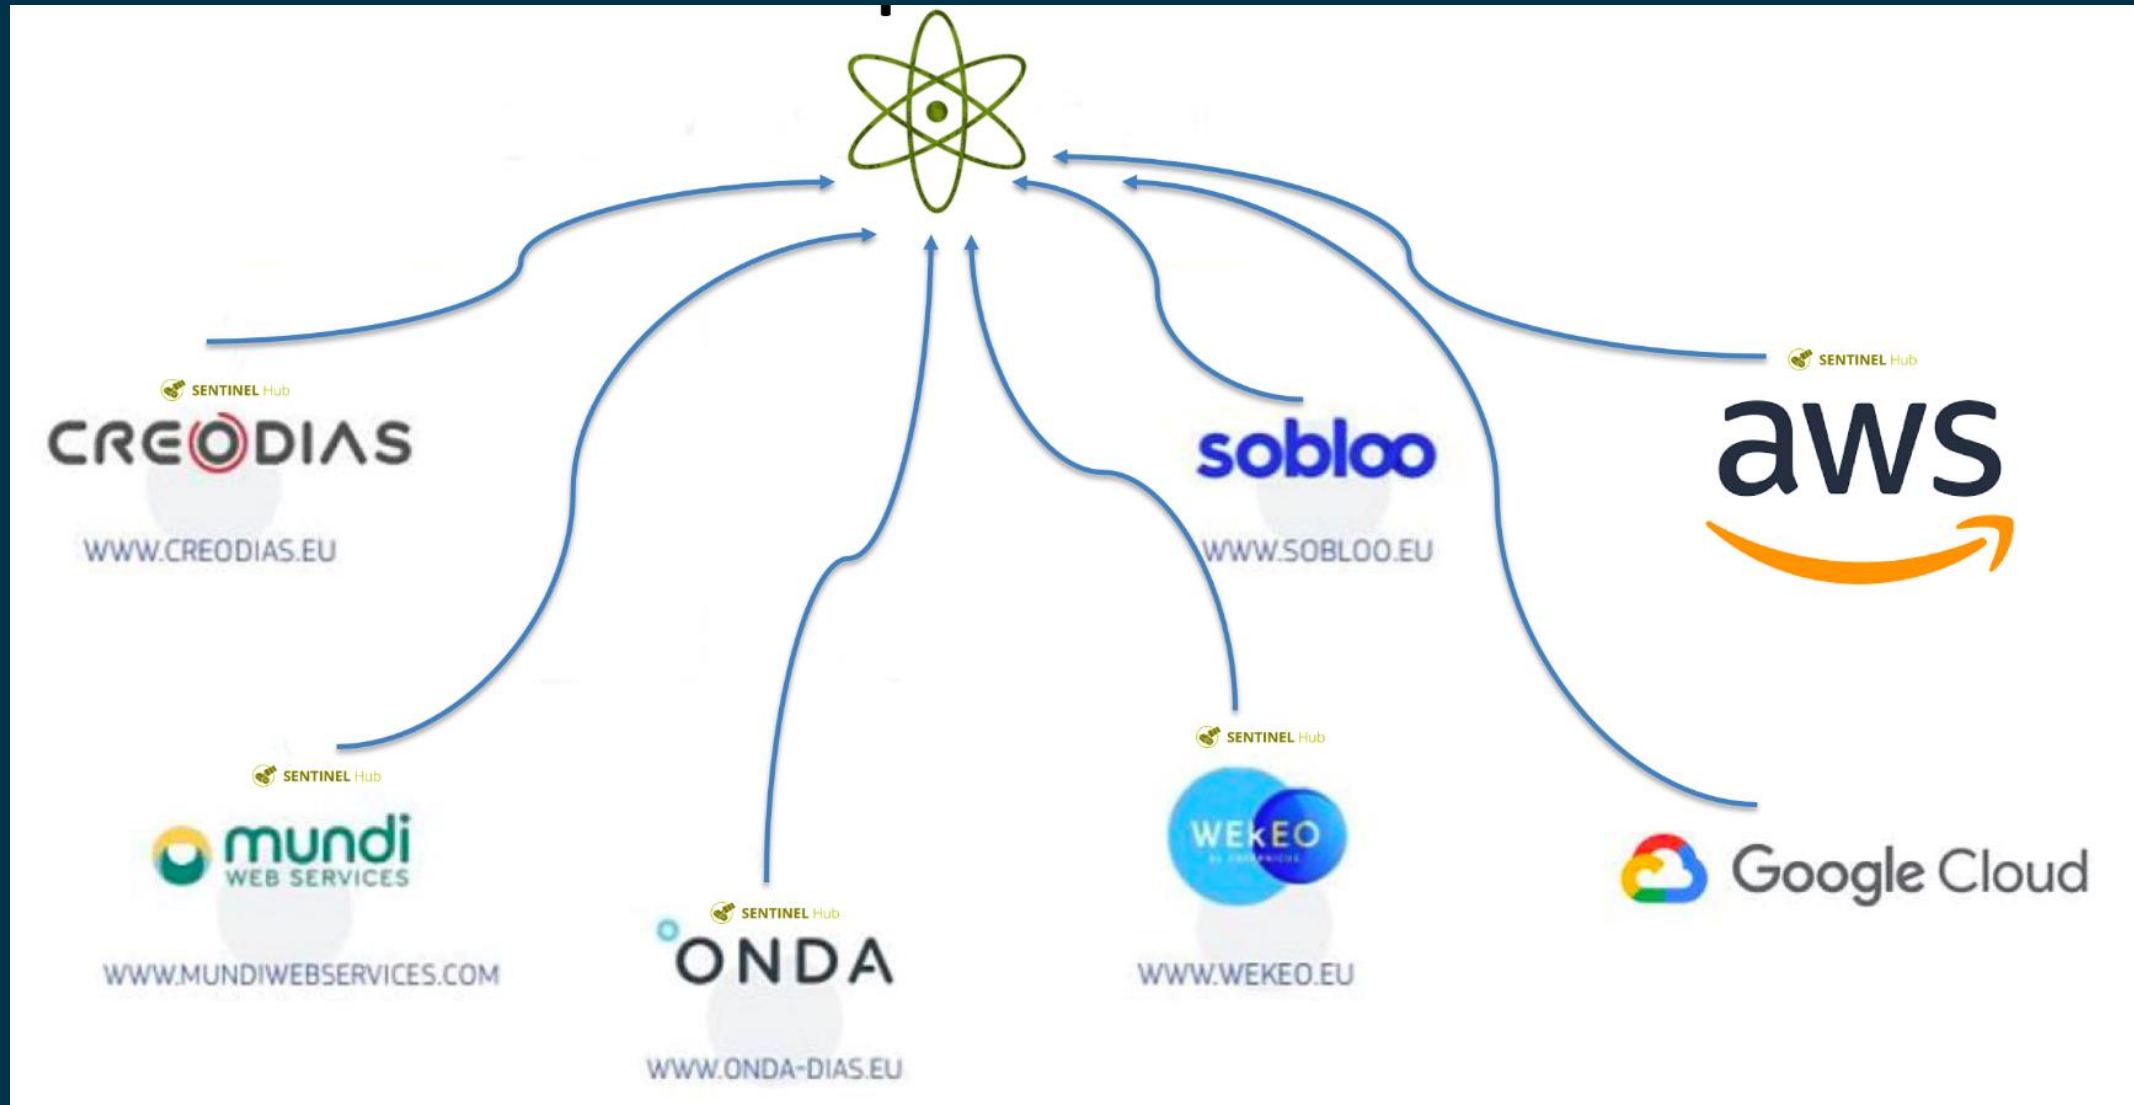 SENTINEL Hub
CREODIAS
WWW.CREODIAS.EU
SENTINEL Hub
mundi
WEB SERVICES
WWW.MUNDIWEBSERVICES.COM
SENTINEL Hub
ONDA
WWW.ONDA-DIAS.EU
sobloo
WWW.SOBLOO.EU
SENTINEL Hub
WEkEO
WWW.WEKEO.EU
SENTINEL Hub
aws
Google Cloud